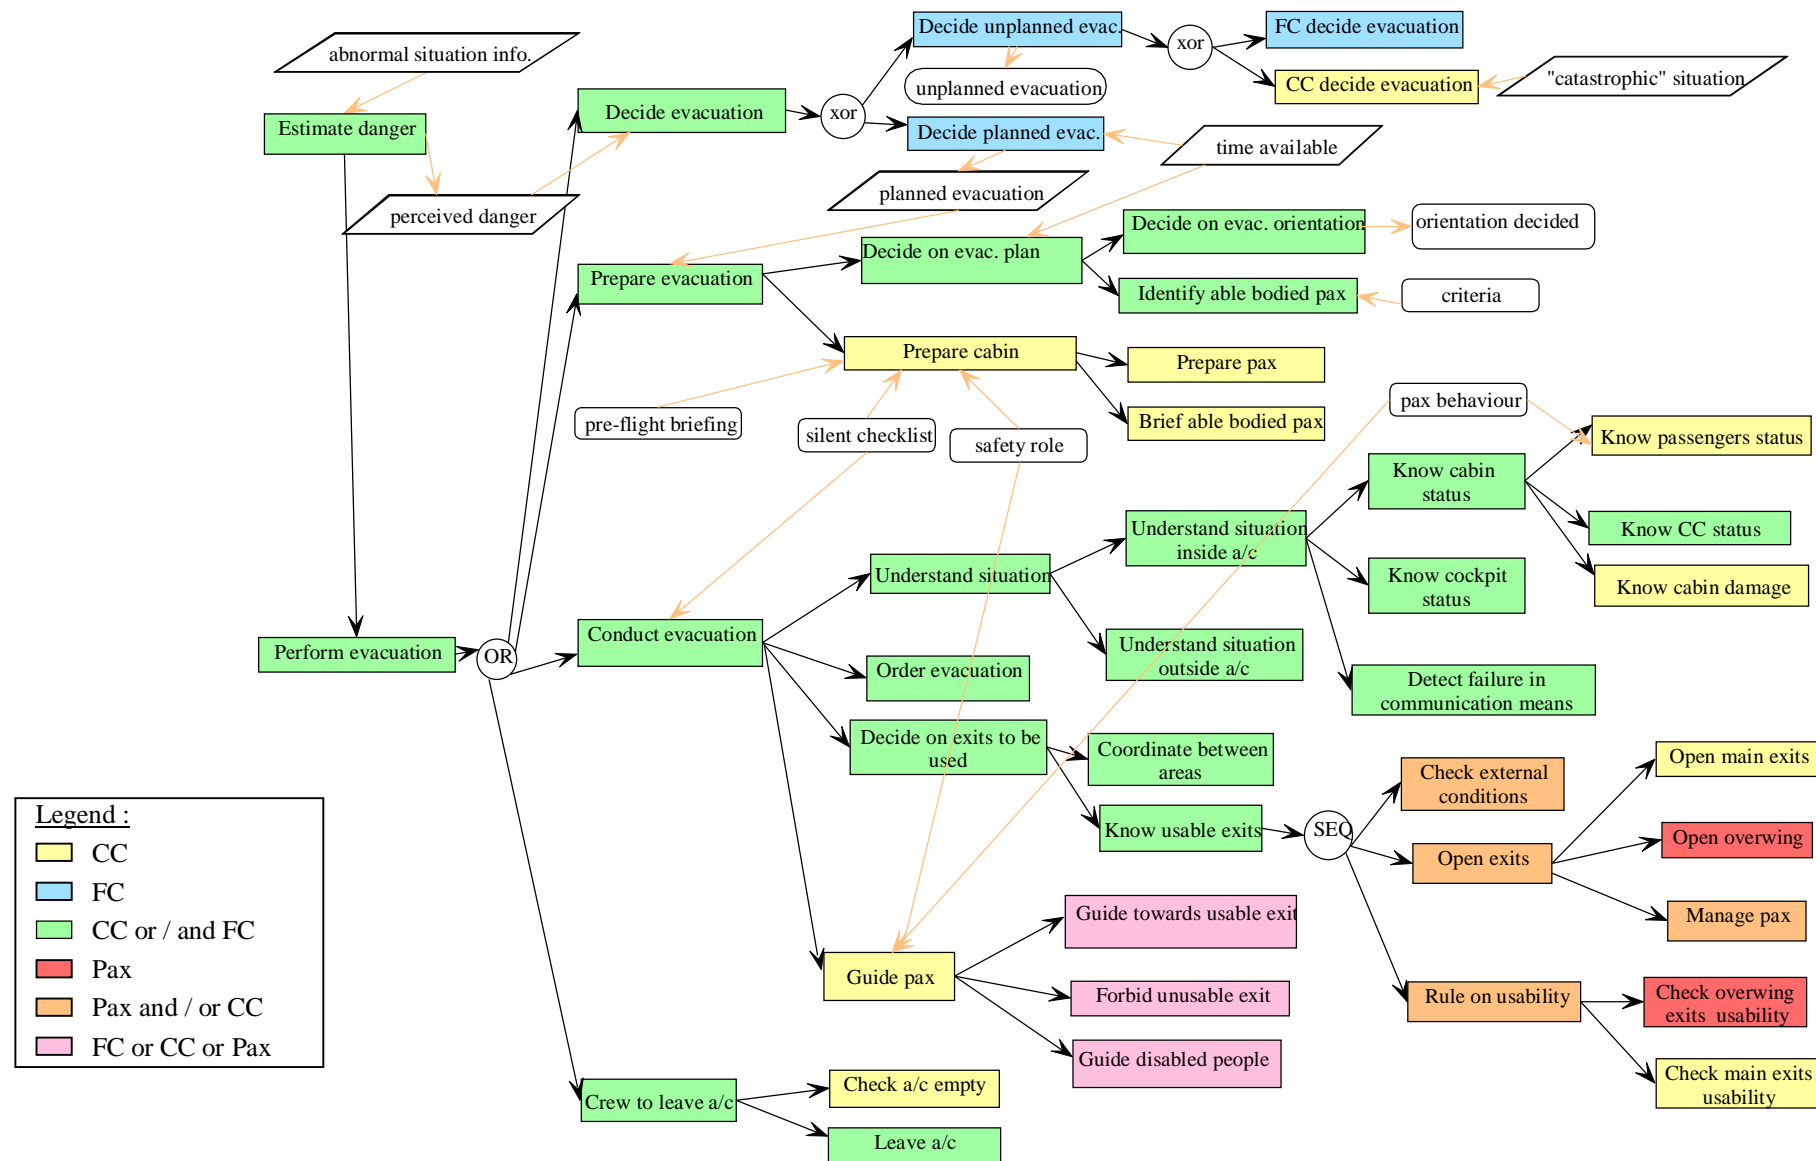 Decide unplanned evac.
xor
FC decide evacuation
abnormal situation info.
unplanned evacuation
CC decide evacuation
"catastrophic" situation
Decide evacuation
xor
Estimate danger
Decide planned evac.
time available
perceived danger
planned evacuation
Decide on evac. orientation
orientation decided
Decide on evac. plan
Prepare evacuation
Identify able bodied pax
criteria
Prepare cabin
Prepare pax
pre-flight briefing
silent checklist
safety role
Brief able bodied pax
pax behaviour
Know passengers status
Know cabin
status
Understand situation
inside a/c
Know CC status
Understand situation
Know cockpit
status
Know cabin damage
Conduct evacuation
Perform evacuation
OR
Understand situation
outside a/c
Order evacuation
Detect failure in
communication means
Decide on exits to be
used
Coordinate between
areas
Check external
conditions
Open main exits
Know usable exits
SEQ
Open exits
Open overwing
Manage pax
Guide towards usable exit
Guide pax
Forbid unusable exit
Rule on usability
Check overwing
exits usability
Guide disabled people
Check main exits
usability
Check a/c empty
Crew to leave a/c
Leave a/c
Legend :
CC
FC
CC or / and FC
Pax
Pax and / or CC
FC or CC or Pax